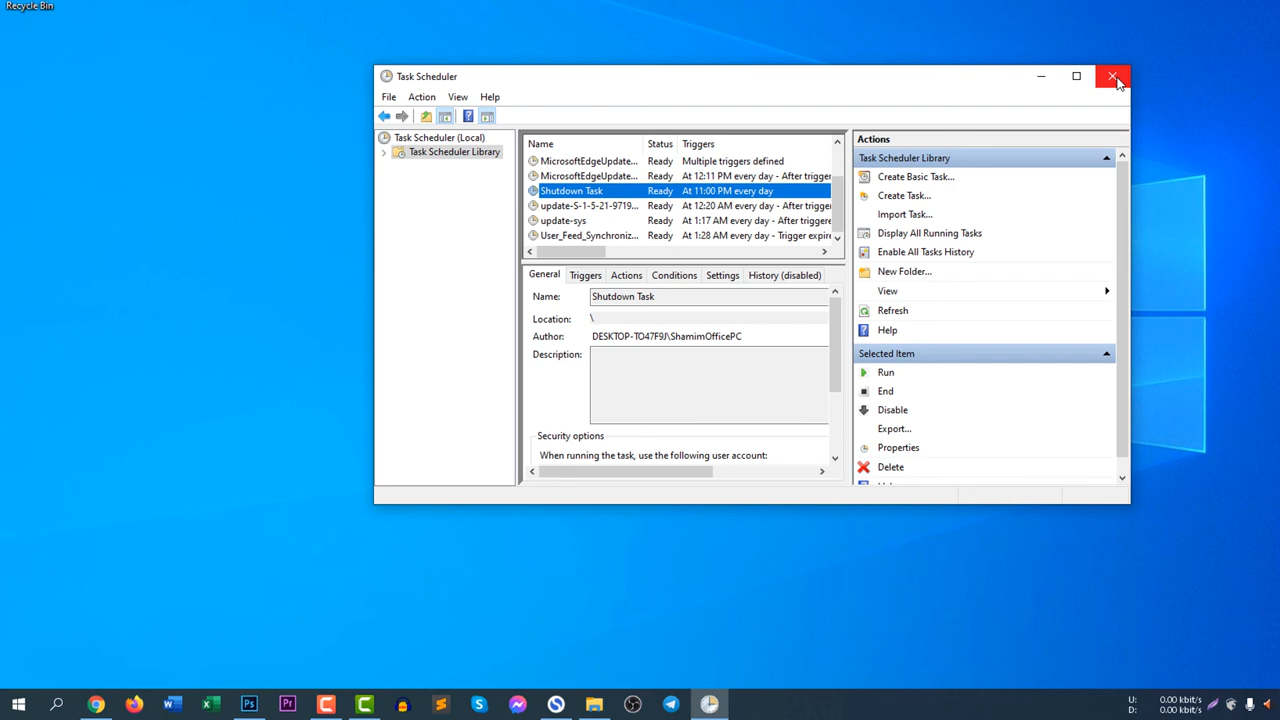 Recycle Bin
Task Scheduler
File Action View Help
Task Scheduler (Local)
Task Scheduler Library
Name Status Triggers
MicrosoftEdgeUpdate... Ready Multiple triggers defined
MicrosoftEdgeUpdate... Ready At 12:11 PM every day - After trigger
Shutdown Task Ready At 11:00 PM every day
update-S-1-5-21-9719... Ready At 12:20 AM every day - After trigger
update-sys Ready At 1:17 AM every day - After triggere
User_Feed_Synchroniz... Ready At 1:28 AM every day - Trigger expire
General Triggers Actions Conditions Settings History (disabled)
Name: Shutdown Task
Location: \
Author: DESKTOP-TO47F9J\ShamimOfficePC
Description:
Security options
When running the task, use the following user account:
Actions
Task Scheduler Library
Create Basic Task...
Create Task...
Import Task...
Display All Running Tasks
Enable All Tasks History
New Folder...
View
Refresh
Help
Selected Item
Run
End
Disable
Export...
Properties
Delete
U: 0.00 kbit/s
D: 0.00 kbit/s